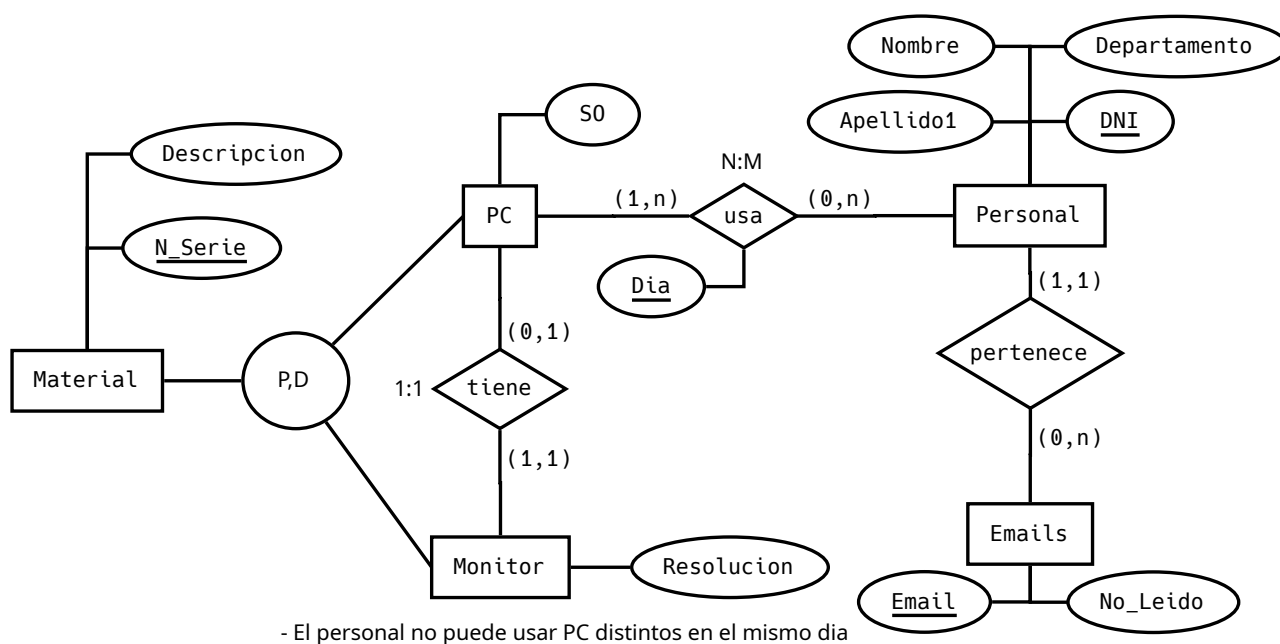 Nombre
Departamento
SO
Apellido1
DNI
Descripcion
N:M
(1,n)
(0,n)
PC
usa
Personal
N_Serie
Dia
(1,1)
(0,1)
pertenece
Material
P,D
1:1
tiene
(0,n)
(1,1)
Emails
Monitor
Resolucion
Email
No_Leido
- El personal no puede usar PC distintos en el mismo dia